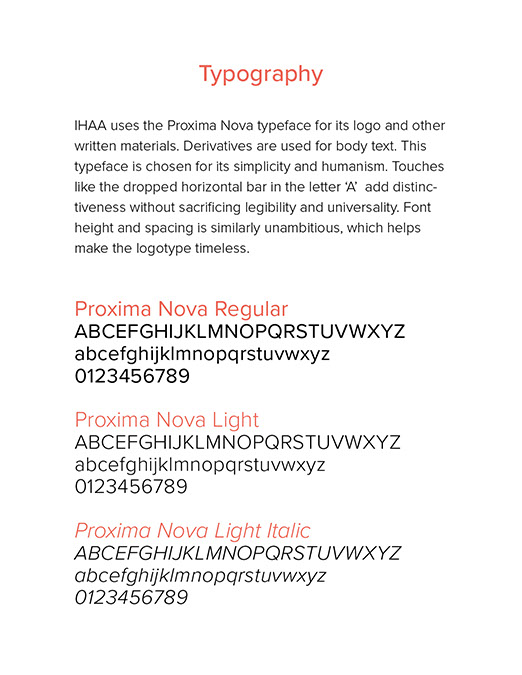 Typography
IHAA uses the Proxima Nova typeface for its logo and other
written materials. Derivatives are used for body text. This
typeface is chosen for its simplicity and humanism. Touches
like the dropped horizontal bar in the letter ‘A’  add distinc-
tiveness without sacrificing legibility and universality. Font
height and spacing is similarly unambitious, which helps
make the logotype timeless.
Proxima Nova Regular
ABCEFGHIJKLMNOPQRSTUVWXYZ
abcefghijklmnopqrstuvwxyz
0123456789
Proxima Nova Light
ABCEFGHIJKLMNOPQRSTUVWXYZ
abcefghijklmnopqrstuvwxyz
0123456789
Proxima Nova Light Italic
ABCEFGHIJKLMNOPQRSTUVWXYZ
abcefghijklmnopqrstuvwxyz
0123456789